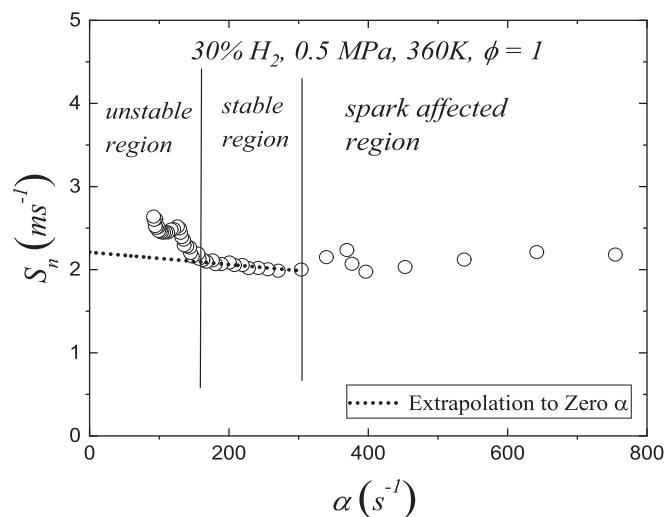 30% H2, 0.5 MPa, 360K, ϕ = 1
unstable region
stable region
spark affected region
5
4
3
2
1
0
Sn (ms-1)
Extrapolation to Zero α
0
200
400
600
800
α (s-1)